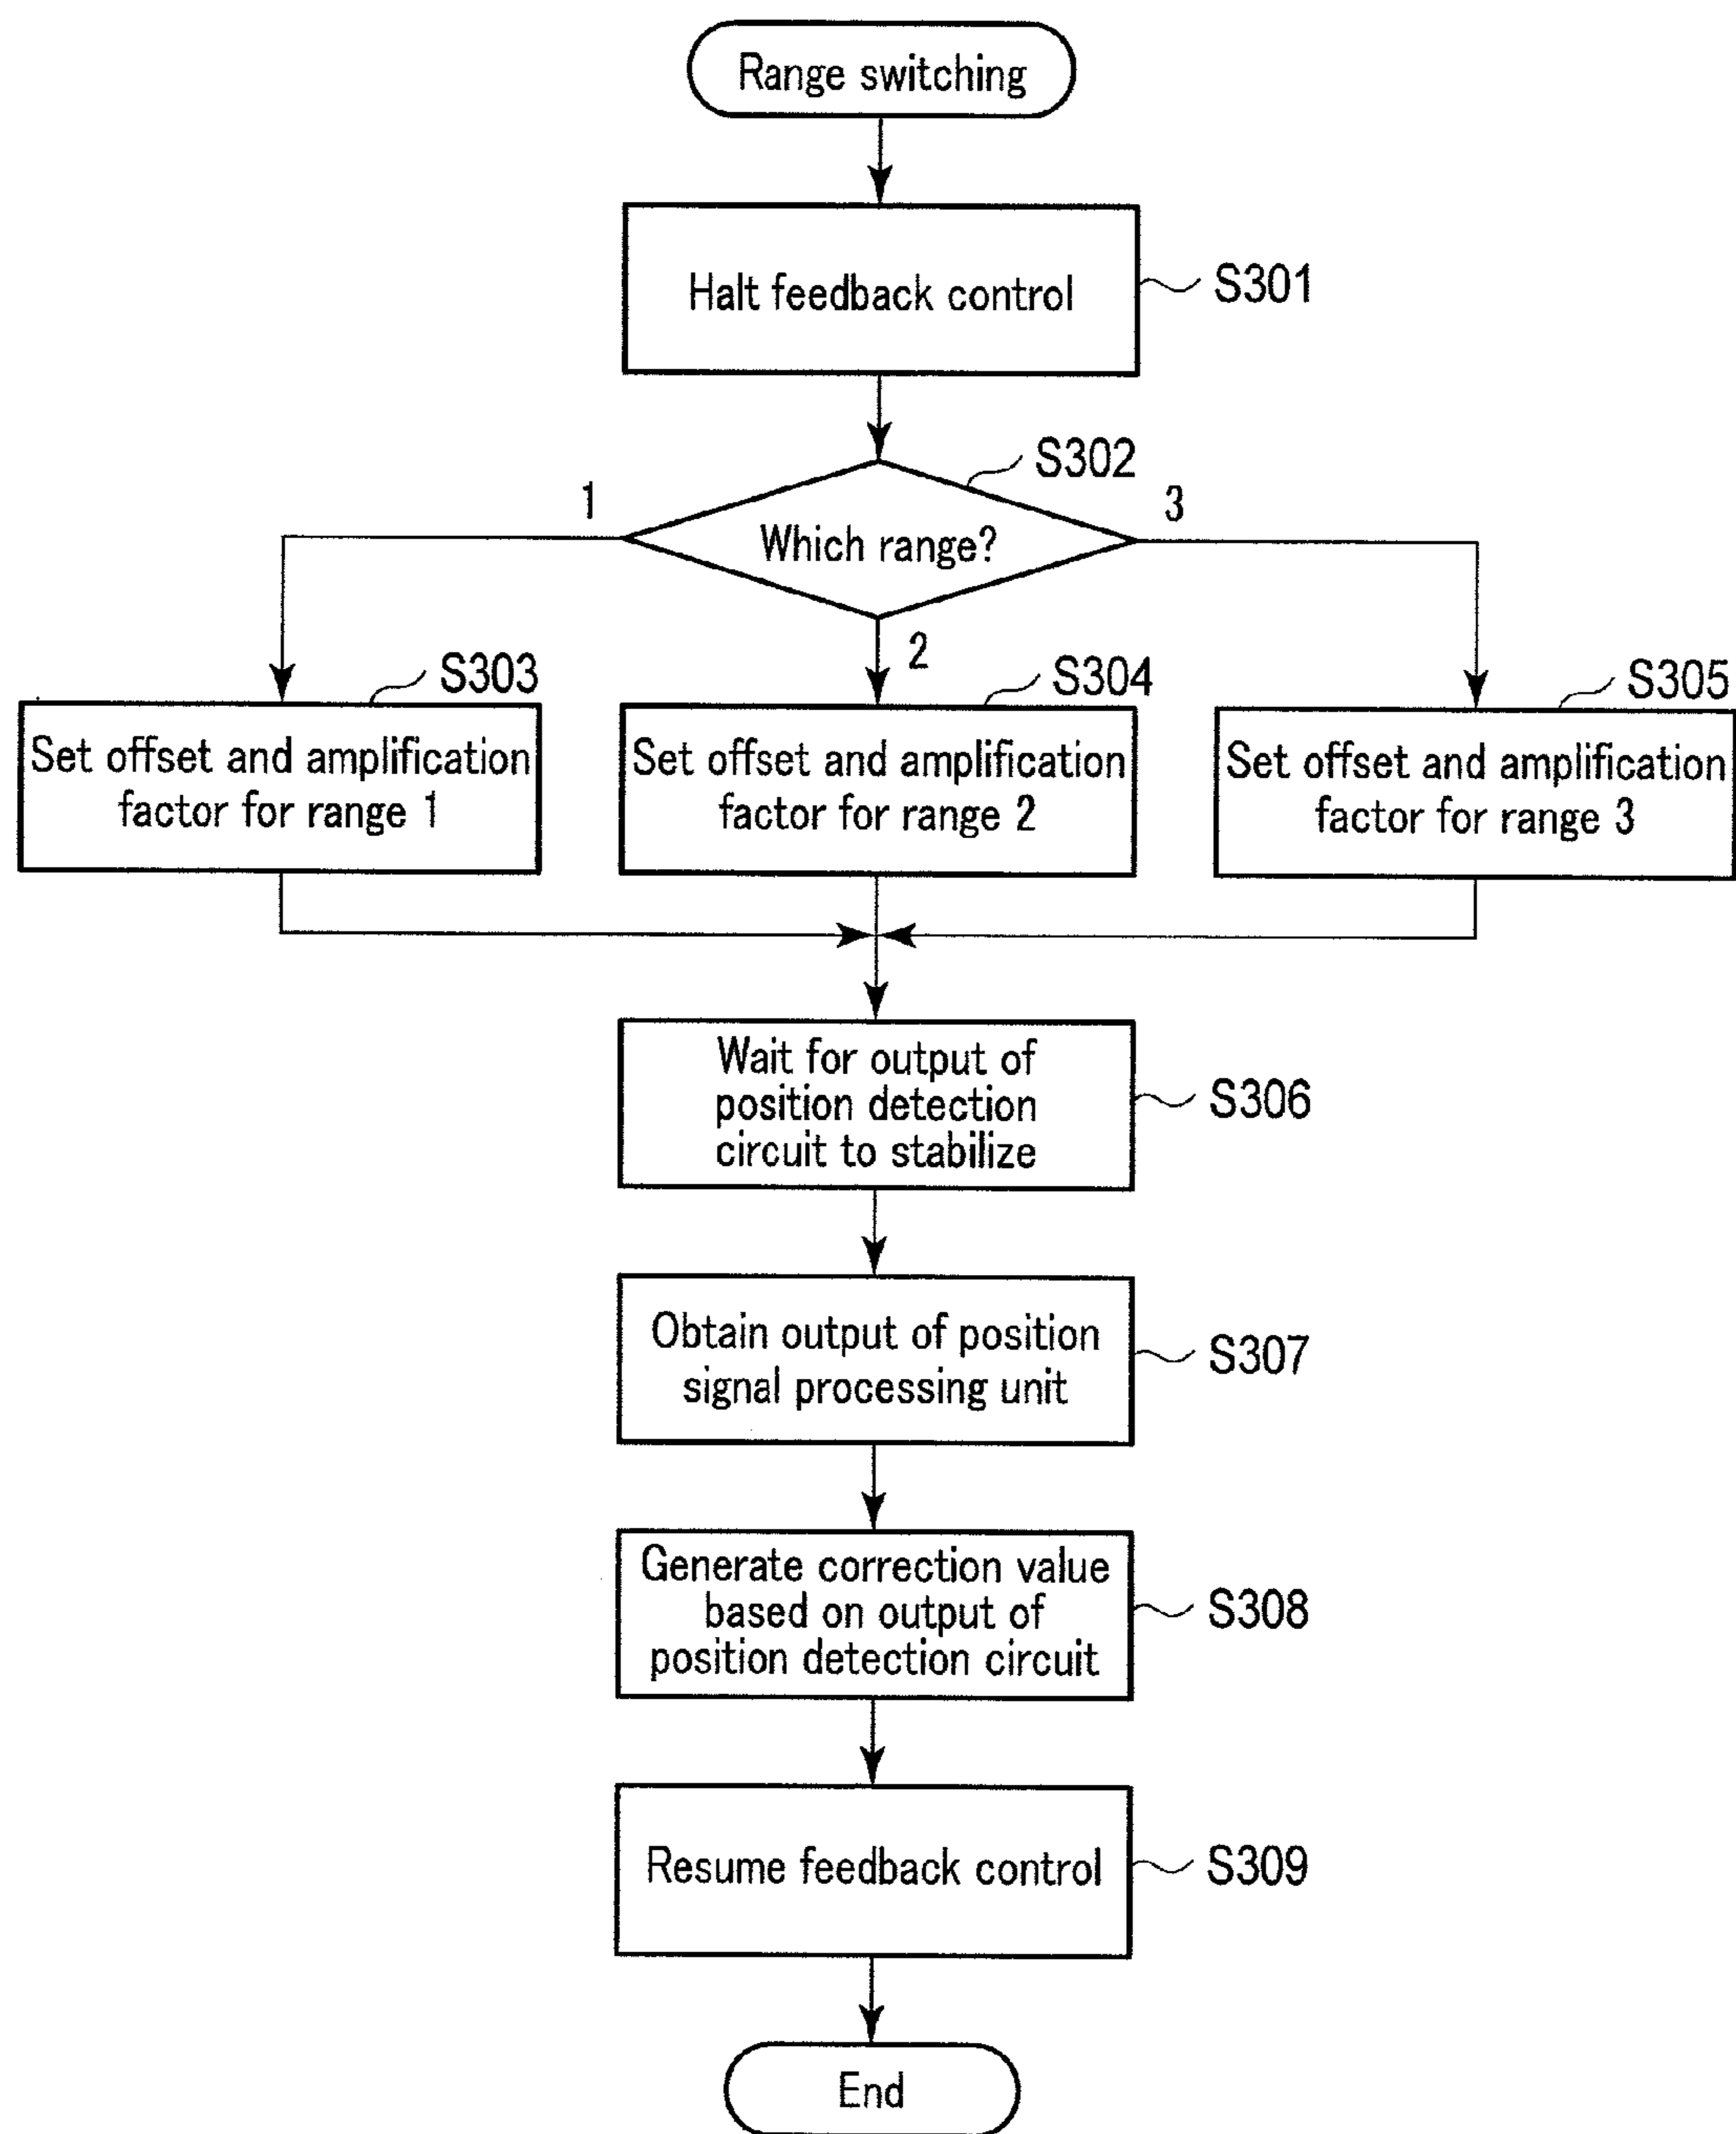 Range switching
Halt feedback control
S301
S302
1
3
Which range?
2
S303
S304
S305
Set offset and amplification
factor for range 1
Set offset and amplification
factor for range 2
Set offset and amplification
factor for range 3
Wait for output of
position detection
circuit to stabilize
S306
Obtain output of position
signal processing unit
S307
Generate correction value
based on output of
position detection circuit
S308
Resume feedback control
S309
End